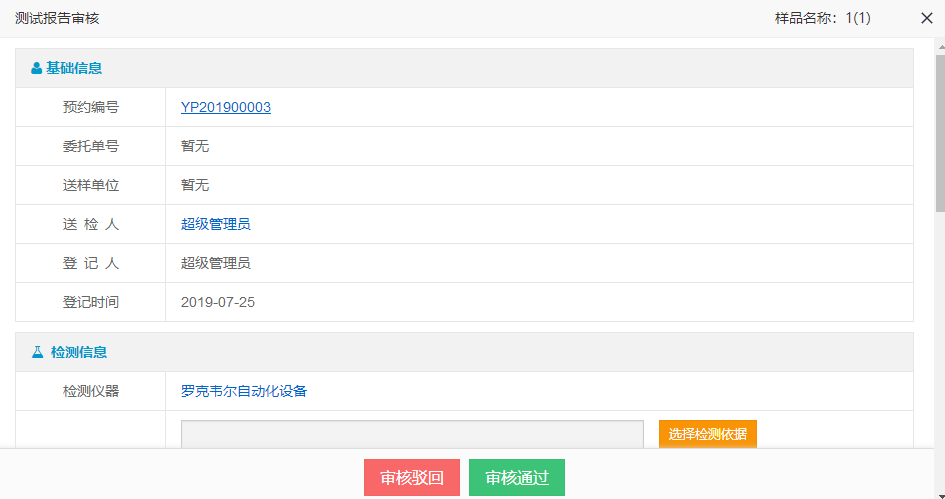 测试报告审核
样品名称：1(1)
基础信息
预约编号 YP201900003
委托单号 暂无
送样单位 暂无
送 检 人 超级管理员
登 记 人 超级管理员
登记时间 2019-07-25
检测信息
检测仪器 罗克韦尔自动化设备
选择检测依据
审核驳回 审核通过